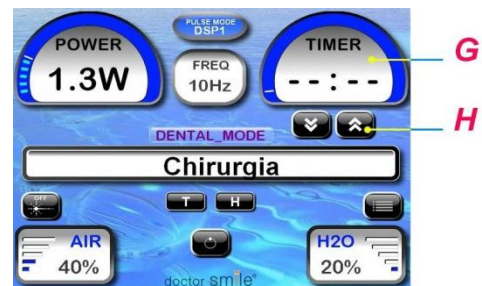 PULSE MODE
DSP1
POWER
1.3W
FREQ
10Hz
TIMER
--:--
G
H
DENTAL_MODE
Chirurgia
OFF
T H
AIR
40%
H2O
20%
doctor smile®